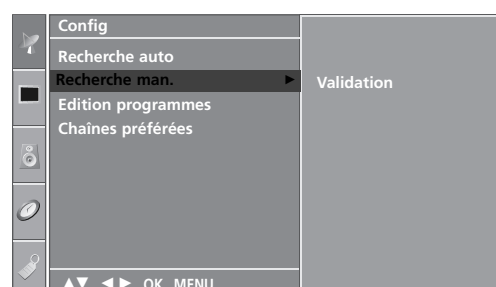 Config
Recherche auto
Recherche man. ►
Validation
Edition programmes
Chaînes préférées
▲▼ ◄► OK MENU